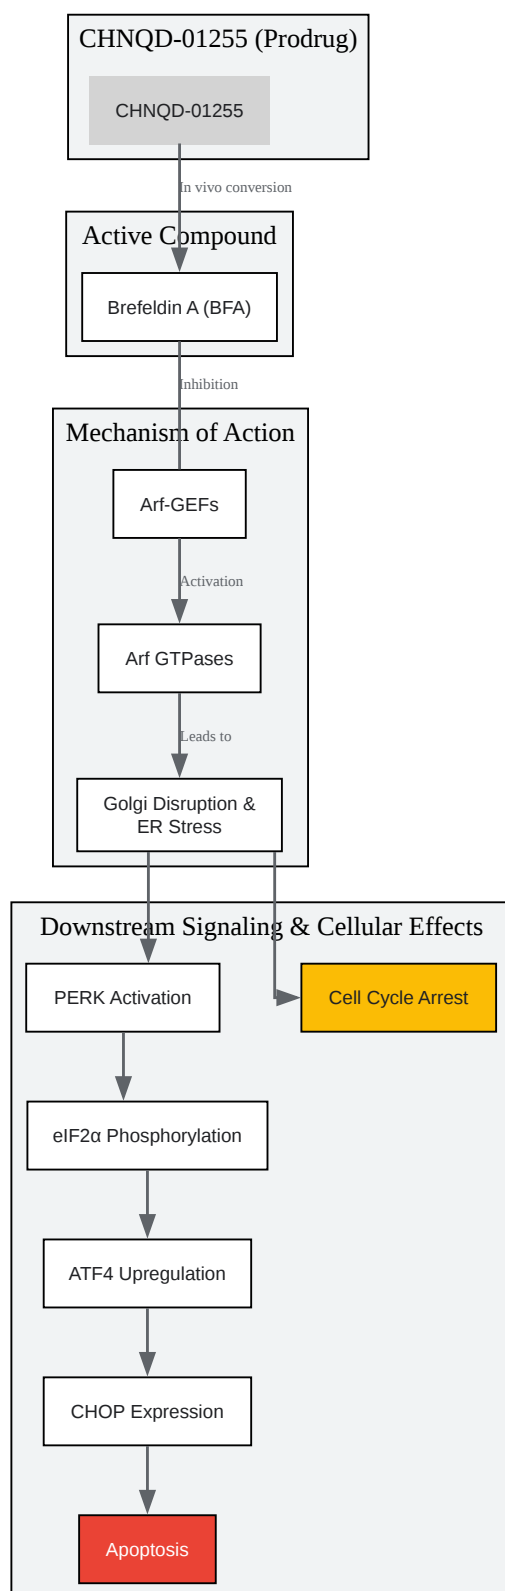 CHNQD-01255 (Prodrug)
CHNQD-01255
In vivo conversion
Active Compound
Brefeldin A (BFA)
Inhibition
Mechanism of Action
Arf-GEFs
Activation
Arf GTPases
Leads to
Golgi Disruption &
ER Stress
Downstream Signaling & Cellular Effects
PERK Activation
Cell Cycle Arrest
eIF2α Phosphorylation
ATF4 Upregulation
CHOP Expression
Apoptosis